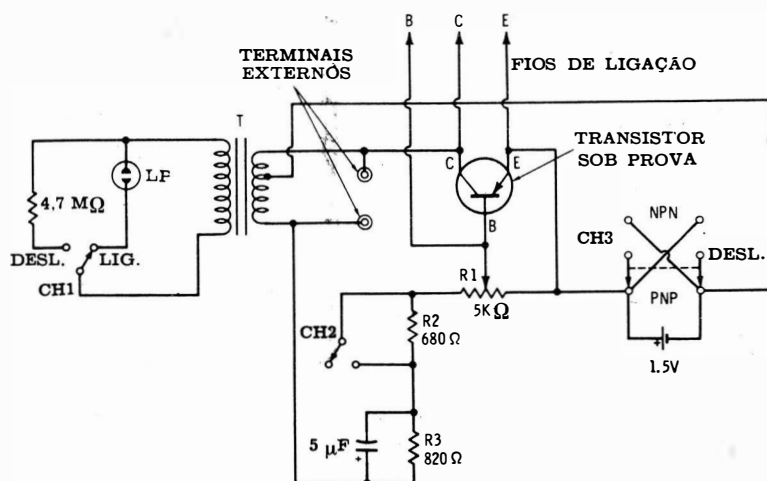 B C E
TERMINAIS
EXTERNOS
FIOS DE LIGAÇÃO
T
TRANSISTOR
SOB PROVA
C E
B
LP
4,7 MΩ
DESL. LIG.
CH1
NPN
CH3
DESL.
PNP
1.5V
+
R1
5K Ω
CH2
R2
680 Ω
R3
820 Ω
5 µF
+